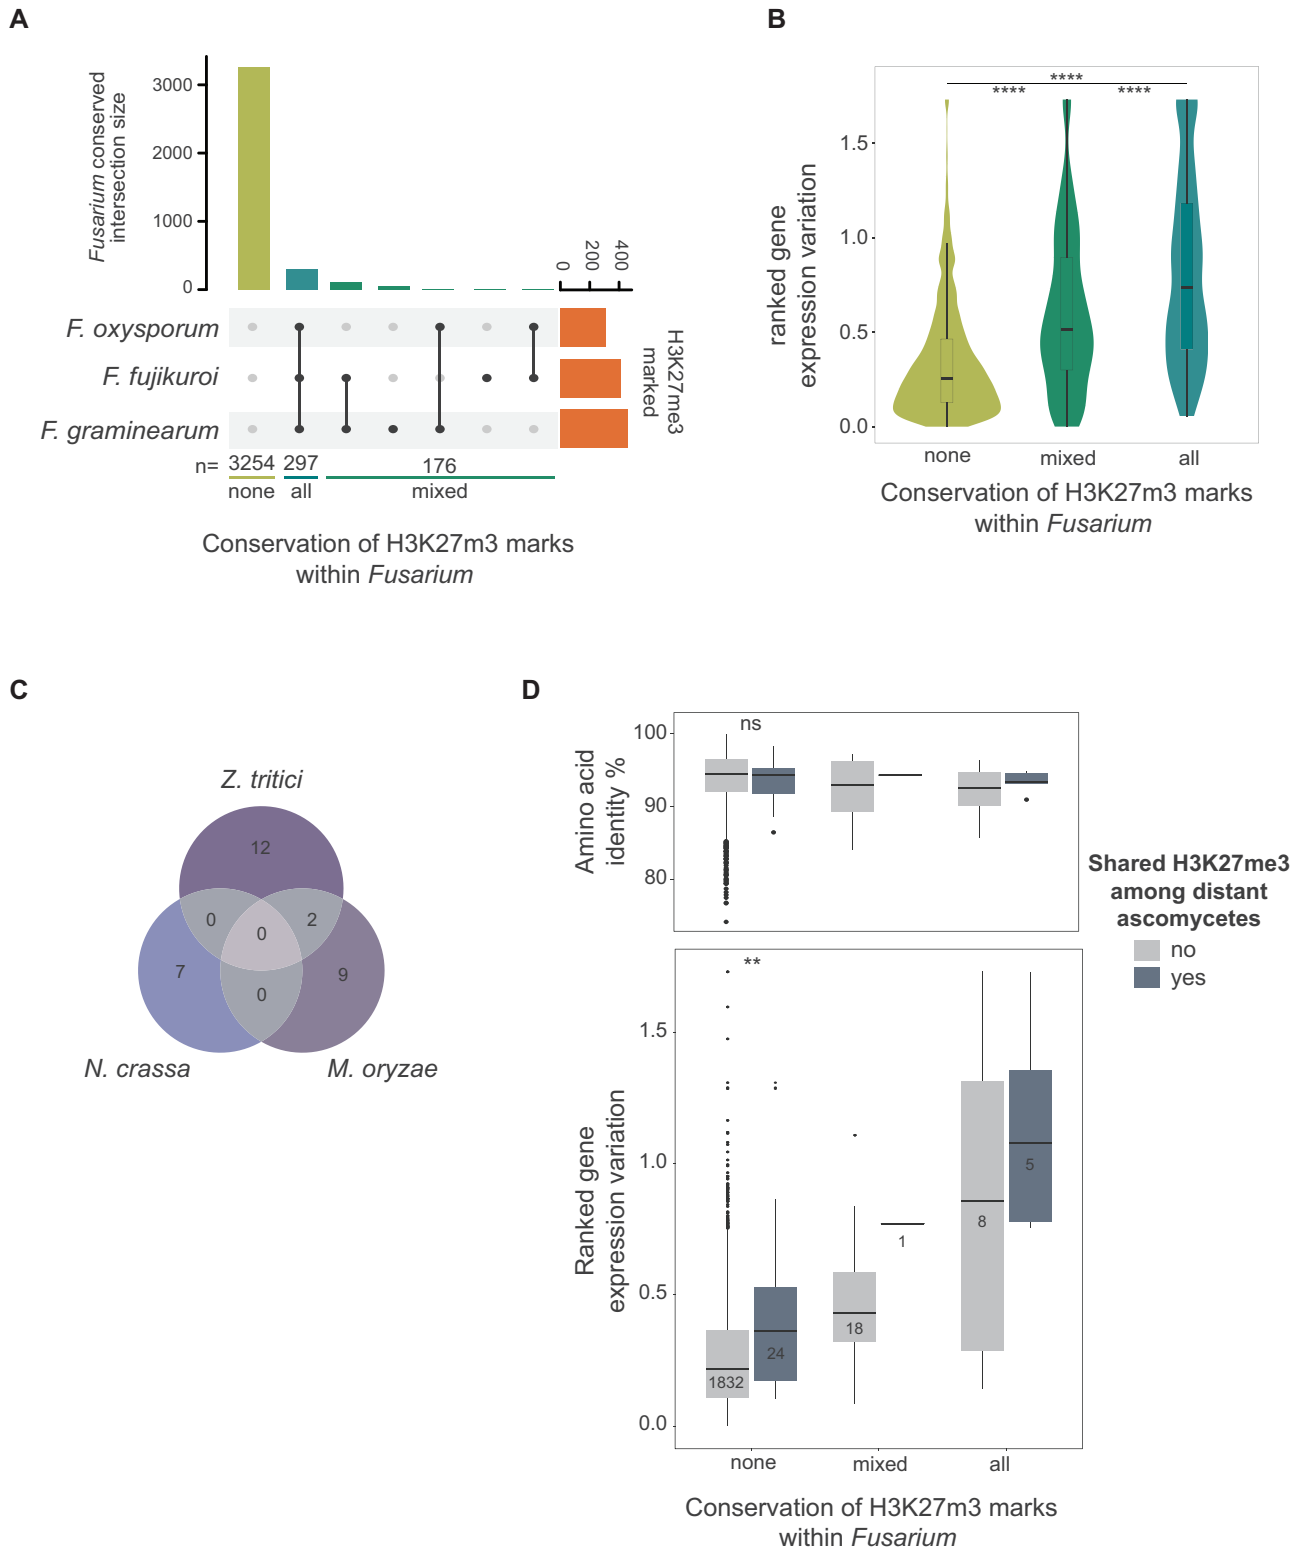 A
Fusarium conserved
intersection size
3000
2000
1000
0
0
200
400
F. oxysporum
F. fujikuroi
F. graminearum
H3K27me3
marked
n=
3254
297
176
none
all
mixed
Conservation of H3K27m3 marks
within Fusarium
B
****
****
****
ranked gene
expression variation
1.5
1.0
0.5
0.0
none
mixed
all
Conservation of H3K27m3 marks
within Fusarium
C
Z. tritici
12
0
2
0
7
9
0
N. crassa
M. oryzae
D
Amino acid
identity %
100
90
80
ns
Shared H3K27me3
among distant
ascomycetes
no
yes
Ranked gene
expression variation
**
1.5
1.0
0.5
0.0
1832
24
18
1
8
5
none
mixed
all
Conservation of H3K27m3 marks
within Fusarium